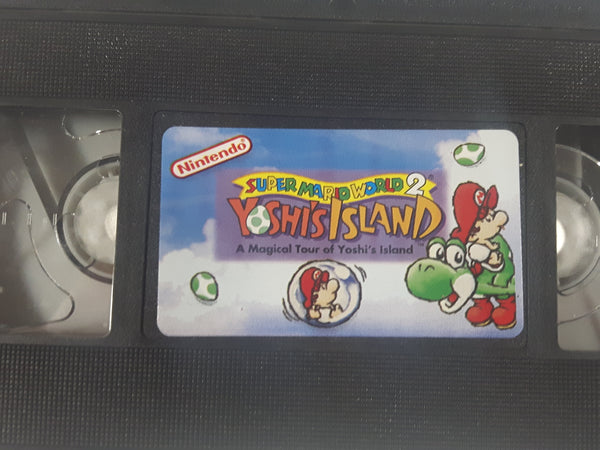 Nintendo
SUPER MARIO WORLD 2
YOSHI'S ISLAND
A Magical Tour of Yoshi's Island
M